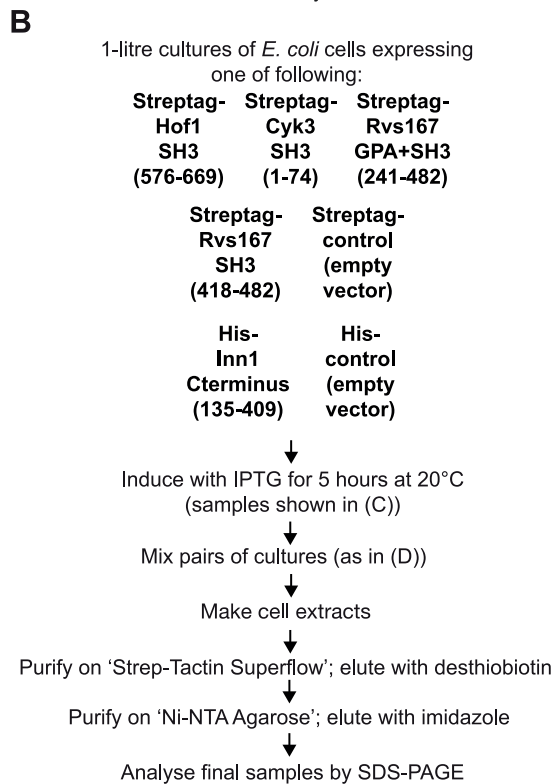 B
1-litre cultures of E. coli cells expressing
one of following:
Streptag- Streptag- Streptag-
Hof1 Cyk3 Rvs167
SH3 SH3 GPA+SH3
(576-669) (1-74) (241-482)
Streptag- Streptag-
Rvs167 control
SH3 (empty
(418-482) vector)
His- His-
Inn1 control
Cterminus (empty
(135-409) vector)
Induce with IPTG for 5 hours at 20°C
(samples shown in (C))
Mix pairs of cultures (as in (D))
Make cell extracts
Purify on ‘Strep-Tactin Superflow’; elute with desthiobiotin
Purify on ‘Ni-NTA Agarose’; elute with imidazole
Analyse final samples by SDS-PAGE